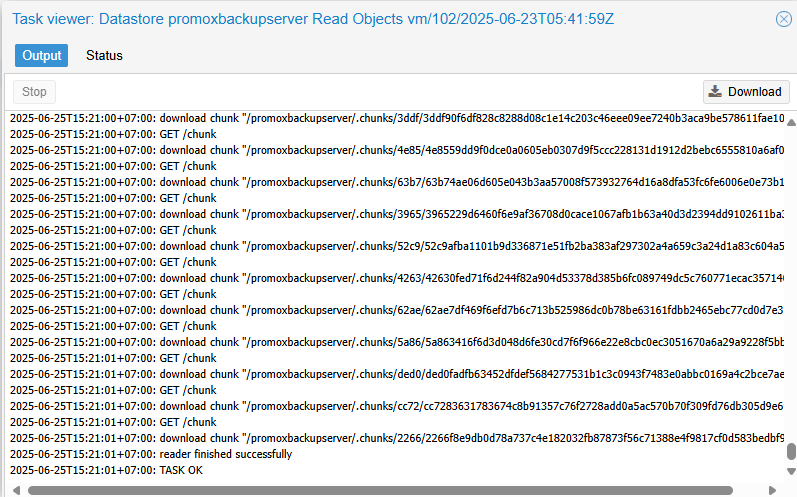 Task viewer: Datastore promoxbackupserver Read Objects vm/102/2025-06-23T05:41:59Z
Output
Status
Stop
Download
2025-06-25T15:21:00+07:00: download chunk "/promoxbackupserver/.chunks/3ddf/3ddf90f6df828c8288d08c1e14c203c46eee09ee7240b3aca9be578611fae10
2025-06-25T15:21:00+07:00: GET /chunk
2025-06-25T15:21:00+07:00: download chunk "/promoxbackupserver/.chunks/4e85/4e8559dd9f0dce0a0605eb0307d9f5ccc228131d1912d2bebc6555810a6af0
2025-06-25T15:21:00+07:00: GET /chunk
2025-06-25T15:21:00+07:00: download chunk "/promoxbackupserver/.chunks/63b7/63b74ae06d605e043b3aa57008f573932764d16a8dfa53fc6fe6006e0e73b1
2025-06-25T15:21:00+07:00: GET /chunk
2025-06-25T15:21:00+07:00: download chunk "/promoxbackupserver/.chunks/3965/3965229d6460f6e9af36708d0cace1067afb1b63a40d3d2394dd9102611ba3
2025-06-25T15:21:00+07:00: GET /chunk
2025-06-25T15:21:00+07:00: download chunk "/promoxbackupserver/.chunks/52c9/52c9afba1101b9d336871e51fb2ba383af297302a4a659c3a24d1a83c604a5
2025-06-25T15:21:00+07:00: GET /chunk
2025-06-25T15:21:00+07:00: download chunk "/promoxbackupserver/.chunks/4263/42630fed71f6d244f82a904d53378d385b6fc089749dc5c760771ecac35714
2025-06-25T15:21:00+07:00: GET /chunk
2025-06-25T15:21:00+07:00: download chunk "/promoxbackupserver/.chunks/62ae/62ae7df469f6efd7b6c713b525986dc0b78be63161fdbb2465ebc77cd0d7e3
2025-06-25T15:21:00+07:00: GET /chunk
2025-06-25T15:21:00+07:00: download chunk "/promoxbackupserver/.chunks/5a86/5a863416f6d3d048d6fe30cd7f6f966e22e8cbc0ec3051670a6a29a9228f5bb
2025-06-25T15:21:01+07:00: GET /chunk
2025-06-25T15:21:01+07:00: download chunk "/promoxbackupserver/.chunks/ded0/ded0fadfb63452dfdef5684277531b1c3c0943f7483e0abbc0169a4c2bce7ae
2025-06-25T15:21:01+07:00: GET /chunk
2025-06-25T15:21:01+07:00: download chunk "/promoxbackupserver/.chunks/cc72/cc7283631783674c8b91357c76f2728add0a5ac570b70f309fd76db305d9e6
2025-06-25T15:21:01+07:00: GET /chunk
2025-06-25T15:21:01+07:00: download chunk "/promoxbackupserver/.chunks/2266/2266f8e9db0d78a737c4e182032fb87873f56c71388e4f9817cf0d583bedbf9
2025-06-25T15:21:01+07:00: reader finished successfully
2025-06-25T15:21:01+07:00: TASK OK